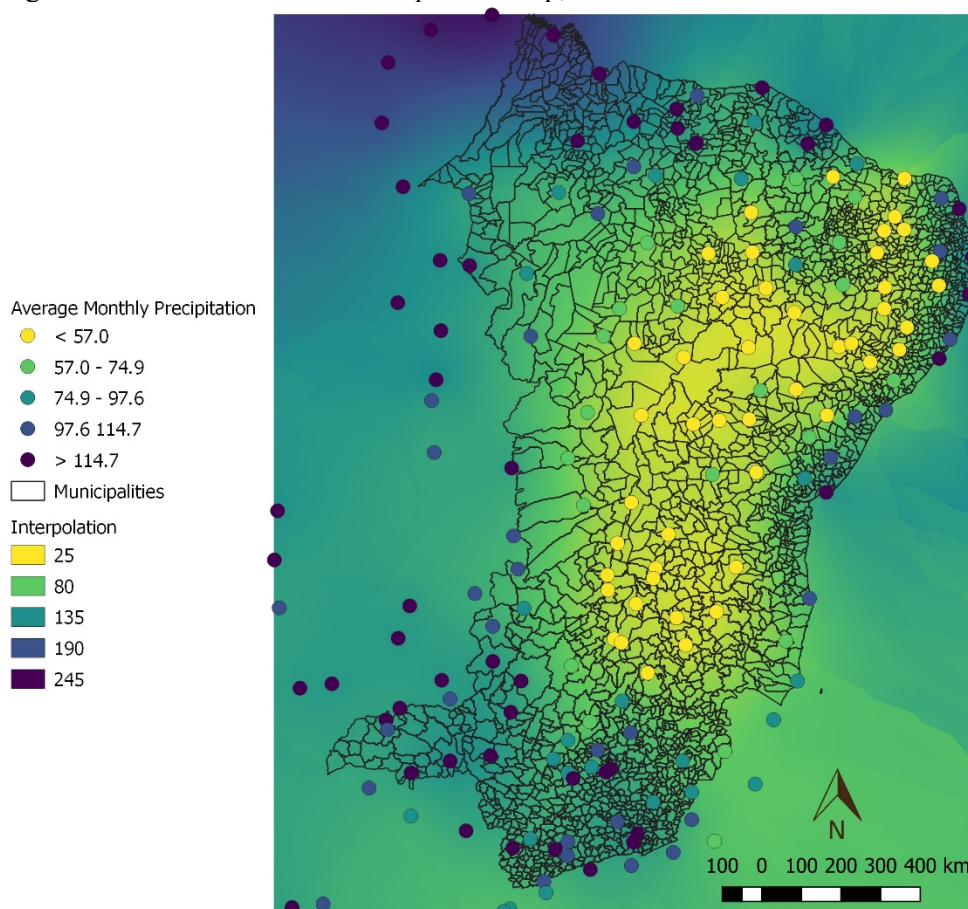 Average Monthly Precipitation
< 57.0
57.0 - 74.9
74.9 - 97.6
97.6 114.7
> 114.7
Municipalities
Interpolation
25
80
135
190
245
N
100 0 100 200 300 400 km